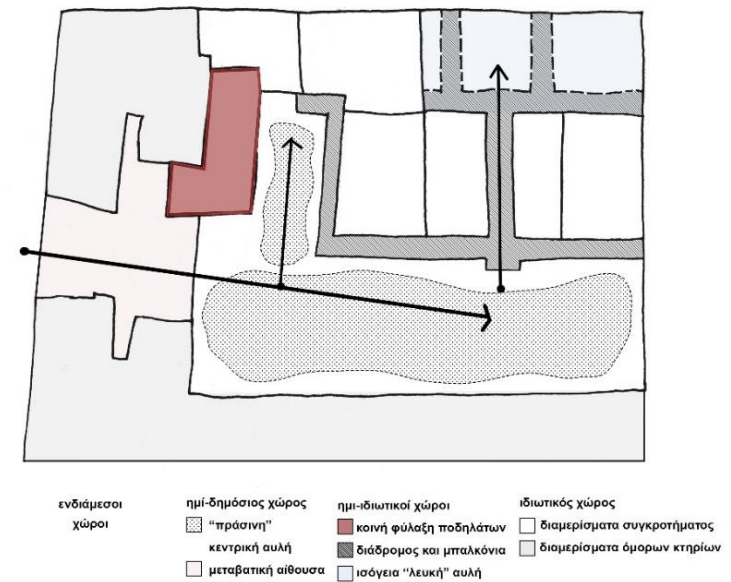 ενδιάμεσοι
χώροι
ημί-δημόσιος χώρος
"πράσινη"
κεντρική αυλή
μεταβατική αίθουσα
ημι-ιδιωτικοί χώροι
κοινή φύλαξη ποδηλάτων
διάδρομος και μπαλκόνια
ισόγεια "λευκή" αυλή
ιδιωτικός χώρος
διαμερίσματα συγκροτήματος
διαμερίσματα όμορων κτηρίων